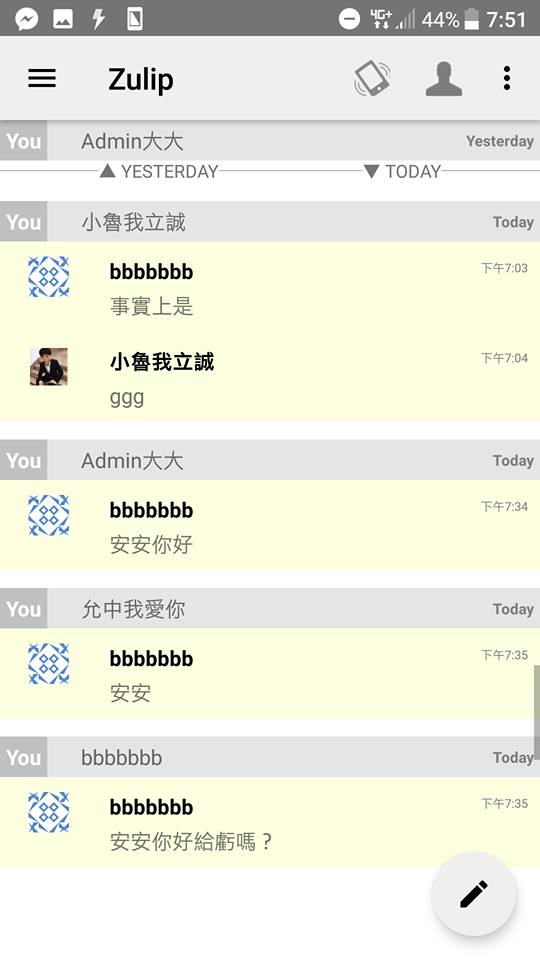 4G+ 44% 7:51
Zulip
You Admin大大 Yesterday
▲ YESTERDAY ▼ TODAY
You 小魯我立誠 Today
bbbbbbb 下午7:03
事實上是
小魯我立誠 下午7:04
ggg
You Admin大大 Today
bbbbbbb 下午7:34
安安你好
You 允中我愛你 Today
bbbbbbb 下午7:35
安安
You bbbbbbb Today
bbbbbbb 下午7:35
安安你好給虧嗎？